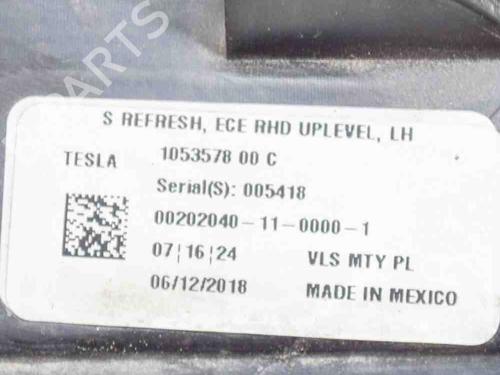 PARTS
S REFRESH, ECE RHD UPLEVEL, LH
TESLA 1053578 00 C
Serial(S): 005418
00202040-11-0000-1
07|16|24 VLS MTY PL
06/12/2018 MADE IN MEXICO